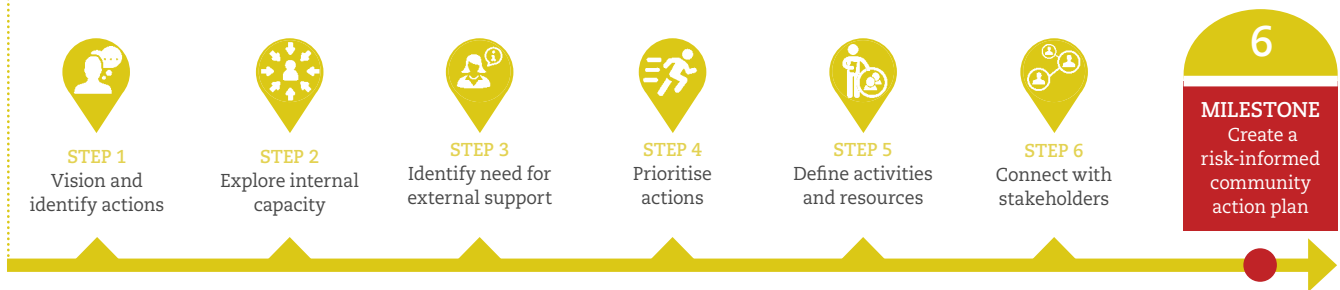 STEP 1
Vision and
identify actions
STEP 2
Explore internal
capacity
STEP 3
Identify need for
external support
STEP 4
Prioritise
actions
STEP 5
Define activities
and resources
STEP 6
Connect with
stakeholders
6
MILESTONE
Create a
risk-informed
community
action plan